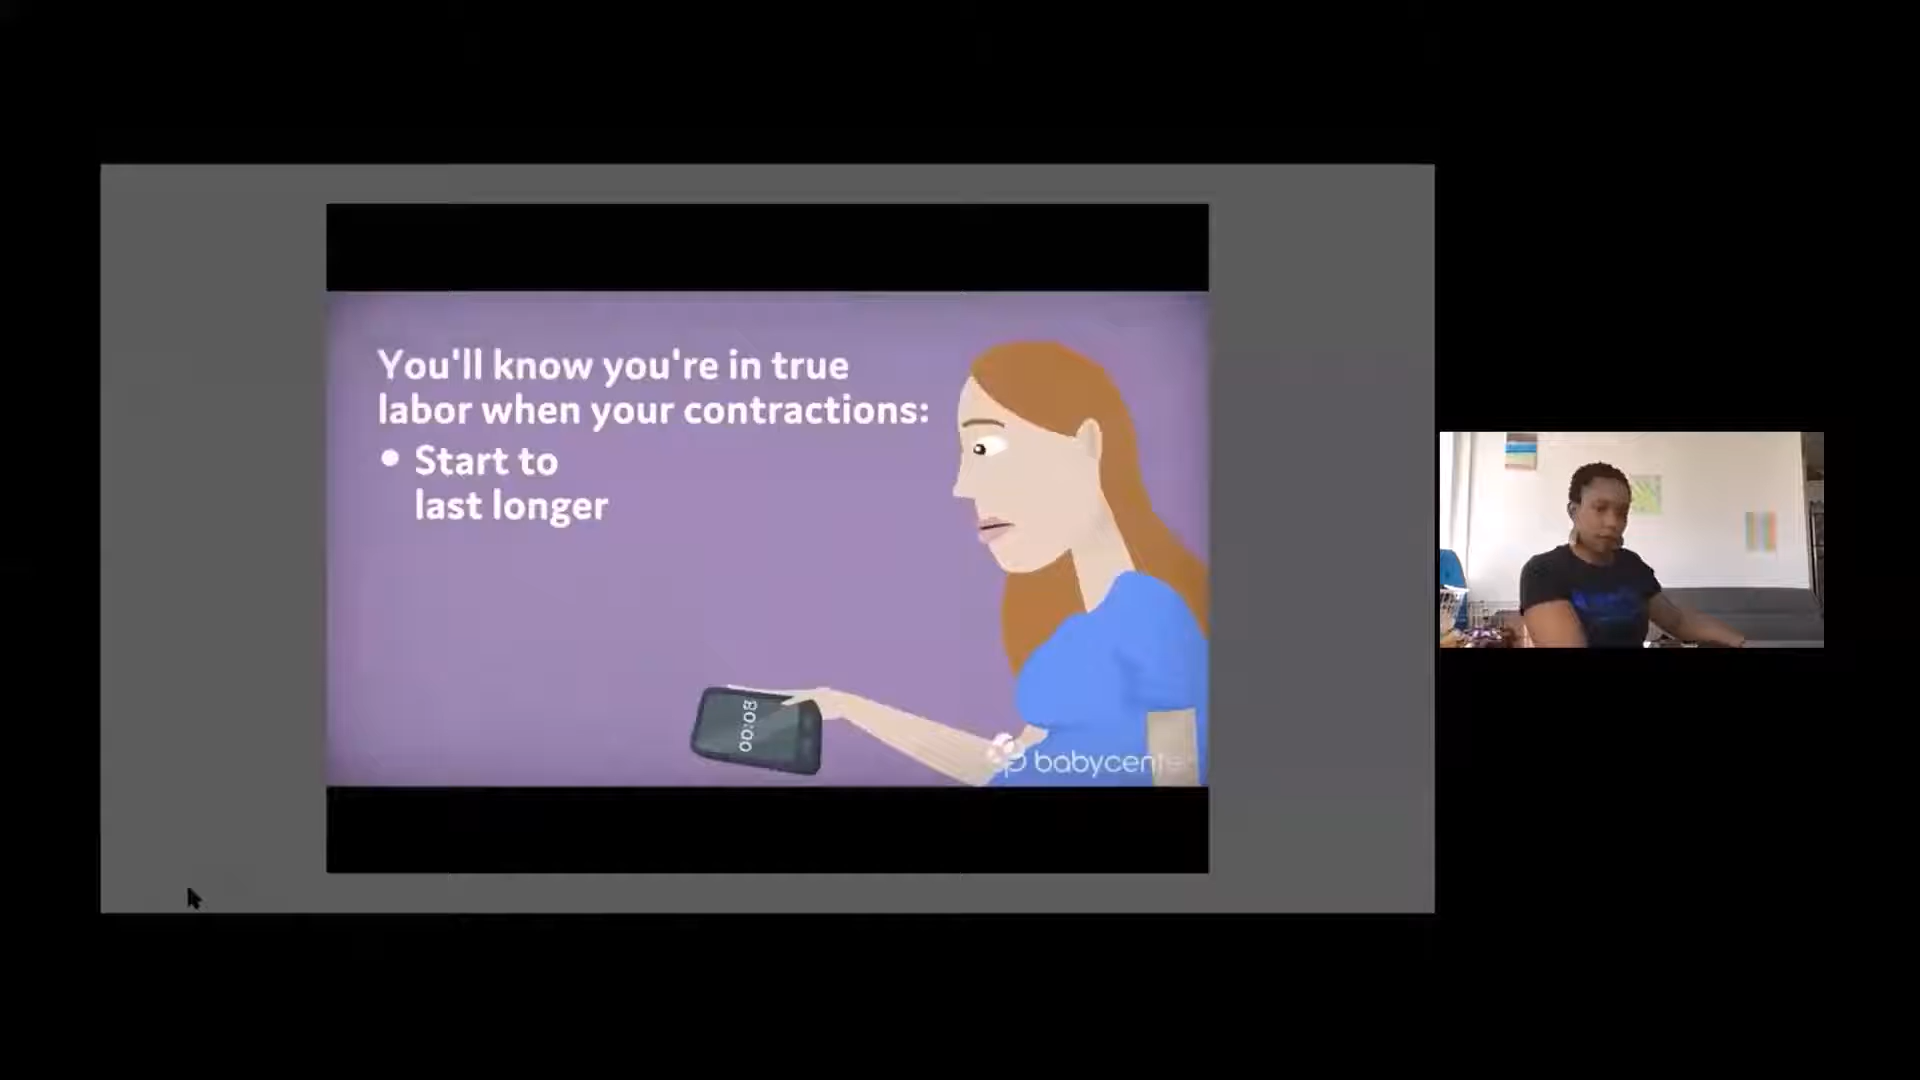 You'll know you're in true
labor when your contractions:
• Start to
last longer
00:08
babycenter